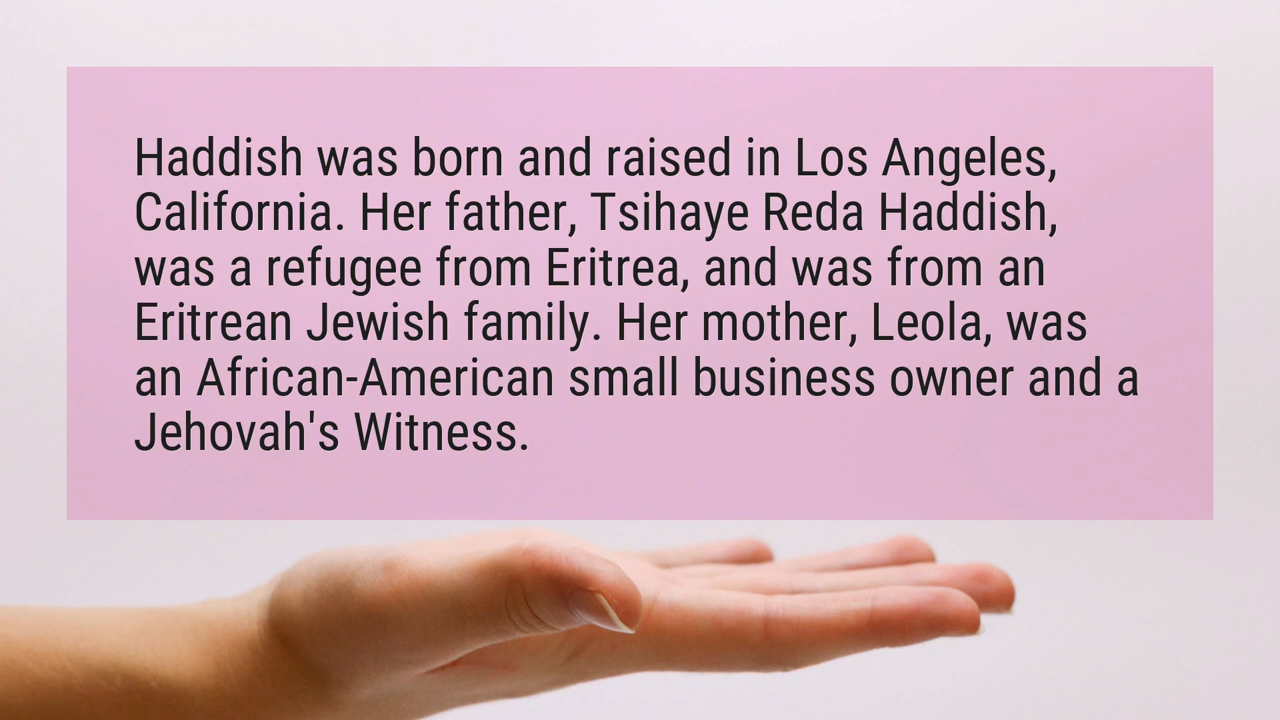 Haddish was born and raised in Los Angeles,
California. Her father, Tsihaye Reda Haddish,
was a refugee from Eritrea, and was from an
Eritrean Jewish family. Her mother, Leola, was
an African-American small business owner and a
Jehovah's Witness.